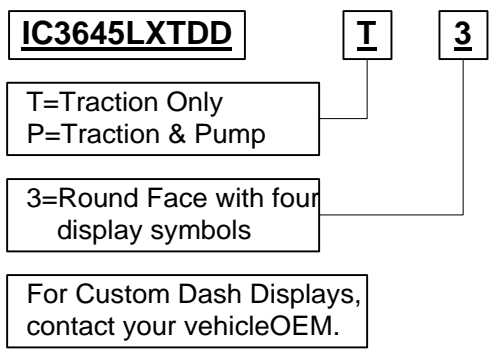 IC3645LXTDD T 3
T=Traction Only
P=Traction & Pump
3=Round Face with four
display symbols
For Custom Dash Displays,
contact your vehicleOEM.